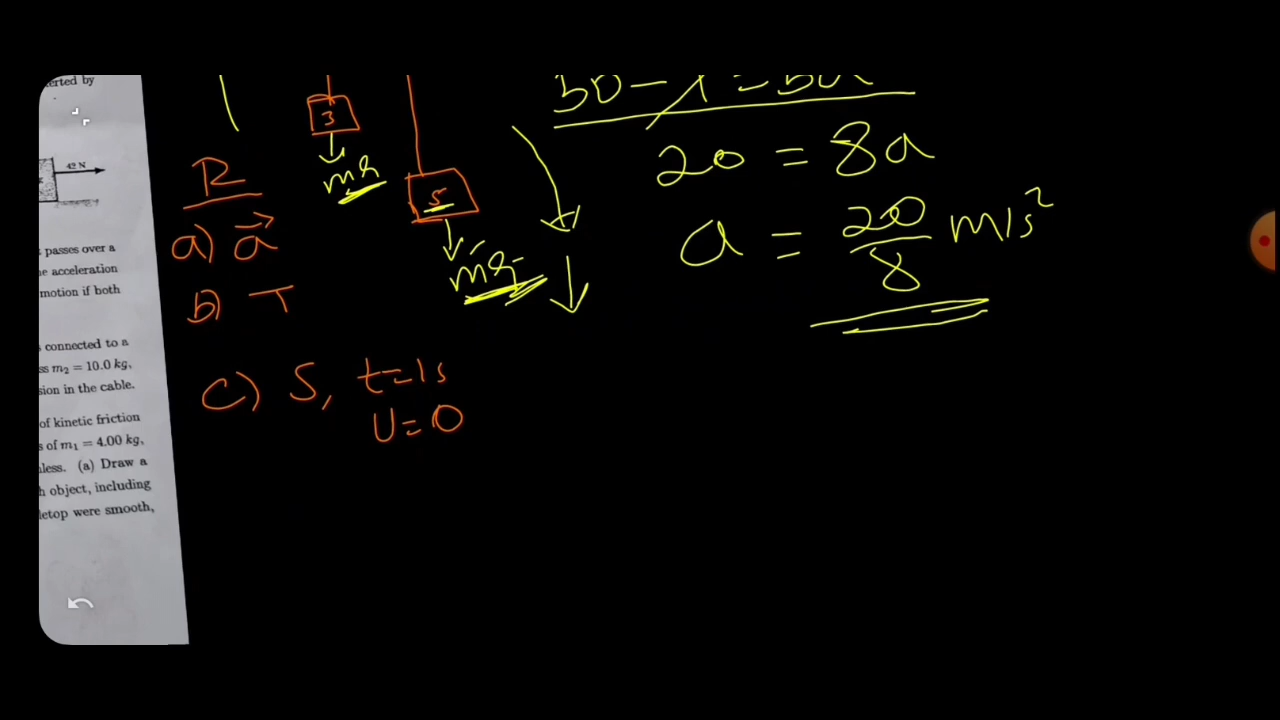 erted by
42 N
passes over a
e acceleration
motion if both
connected to a
ss m₂ = 10.0 kg,
sion in the cable.
of kinetic friction
s of m₁ = 4.00 kg,
less. (a) Draw a
h object, including
letop were smooth,
3
mg
5
mg
R
a) a⃗
b) T
c) S, t=1s
U=0
20 = 8a
a = 20/8 m/s²